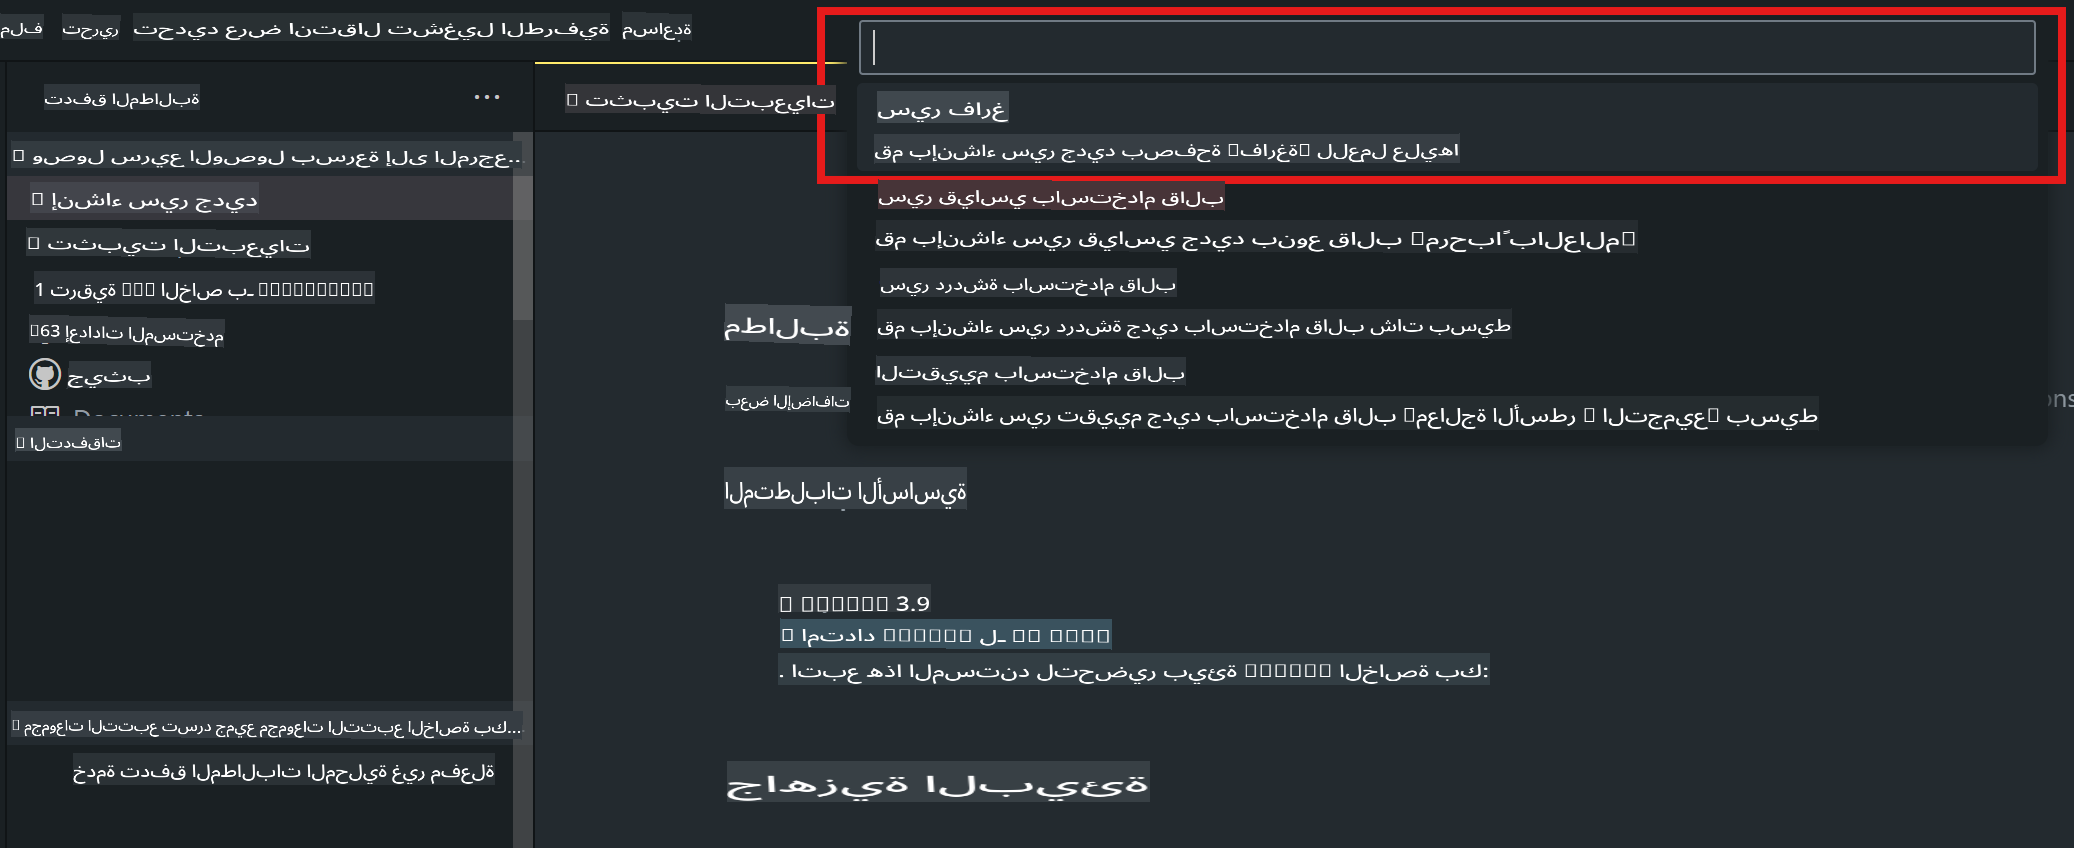 ملف تحرير تحديد عرض انتقال تشغيل الطرفية مساعدة
تدفق المطالبة
وصول سريع الوصول بسرعة إلى المرجع...
إنشاء سير جديد
تثبيت التبعيات
1 ترقية الخاص بـ
63 إعدادات المستخدم
جيثب
Documents
التدفقات
مجموعات التتبع تسرد جميع مجموعات التتبع الخاصة بك...
خدمة تدفق المطالبات المحلية غير مفعلة
تثبيت التبعيات
سير فارغ
قم بإنشاء سير جديد بصفحة فارغة للعمل عليها
سير قياسي باستخدام قالب
قم بإنشاء سير قياسي جديد بنوع قالب مرحباً بالعالم
سير دردشة باستخدام قالب
قم بإنشاء سير دردشة جديد باستخدام قالب شات بسيط
التقييم باستخدام قالب
قم بإنشاء سير تقييم جديد باستخدام قالب معالجة الأسطر التجميع بسيط
مطالبة
بعض الإضافات
ons
المتطلبات الأساسية
3.9
امتداد لـ
. اتبع هذا المستند لتحضير بيئة الخاصة بك:
جاهزية البيئة